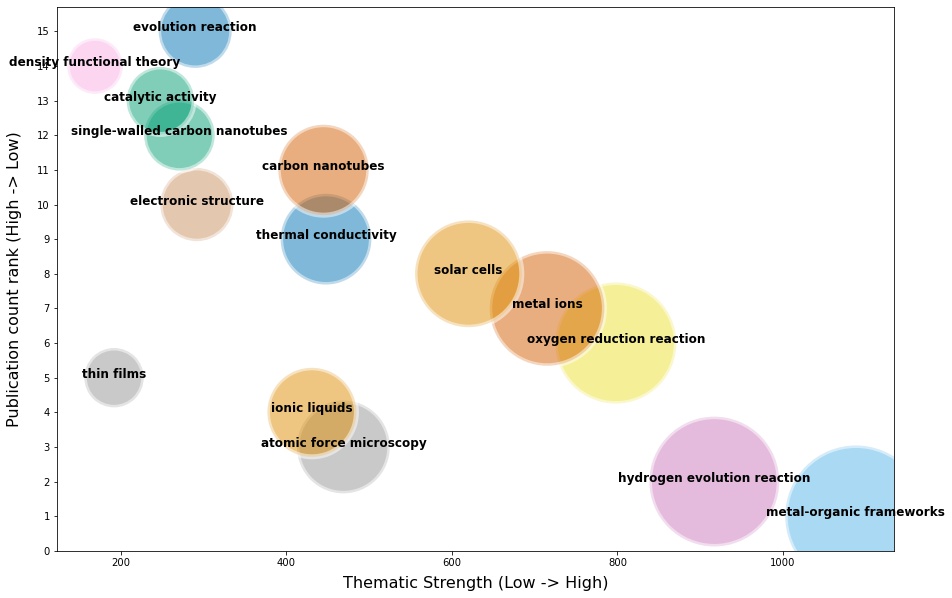 evolution reaction
density functional theory
catalytic activity
single-walled carbon nanotubes
carbon nanotubes
electronic structure
thermal conductivity
solar cells
metal ions
oxygen reduction reaction
thin films
ionic liquids
atomic force microscopy
hydrogen evolution reaction
metal-organic frameworks
15
14
13
12
11
10
9
8
7
6
5
4
3
2
1
0
200
400
600
800
1000
Publication count rank (High -> Low)
Thematic Strength (Low -> High)